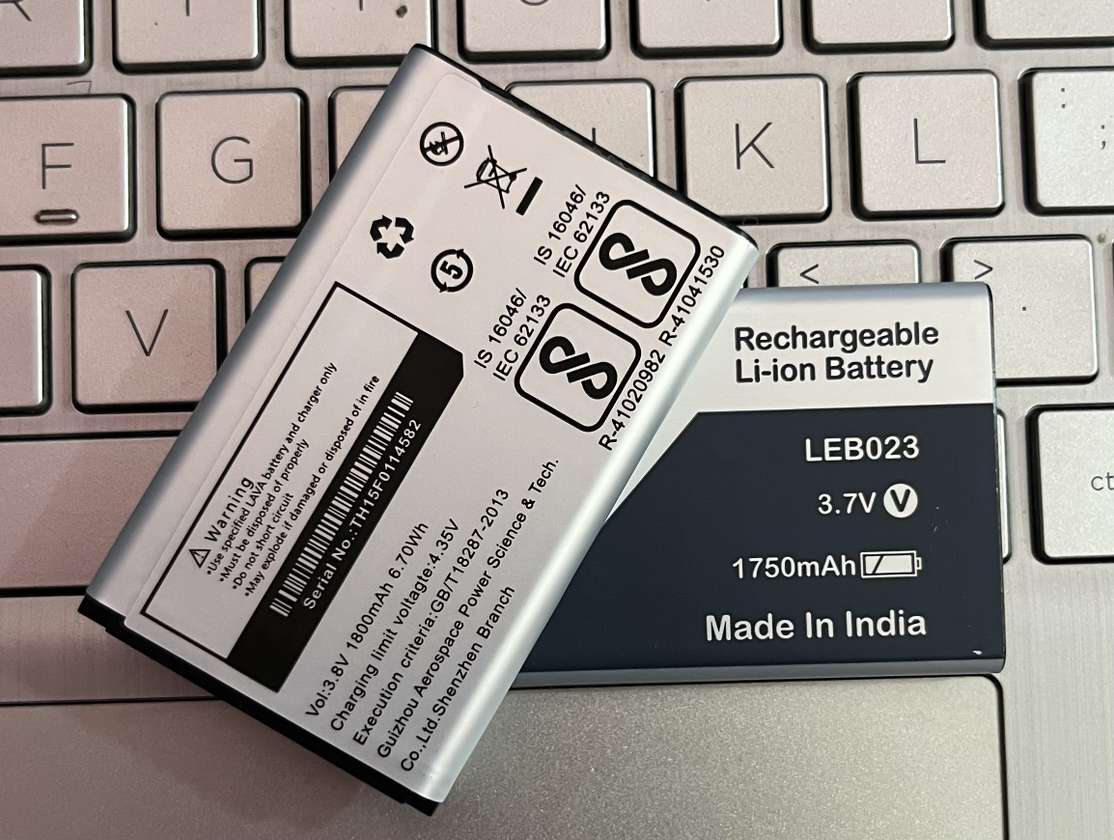 F
G
K
L
:
;
V
<
>
.
ct
IS 16046/
IEC 62133
IS 16046/
IEC 62133
R-41020982 R-41041530
5
Warning
*Use specified LAVA battery and charger only
*Must be disposed of properly
*Do not short circuit
*May explode if damaged or disposed of in fire
Serial No.:TH15F0114582
Vol:3.8V 1800mAh 6.70Wh
Charging limit voltagte:4.35V
Execution criteria:GB/T18287-2013
Guizhou Aerospace Power Science & Tech.
Co.,Ltd.Shenzhen Branch
Rechargeable
Li-ion Battery
LEB023
3.7V V
1750mAh
Made In India